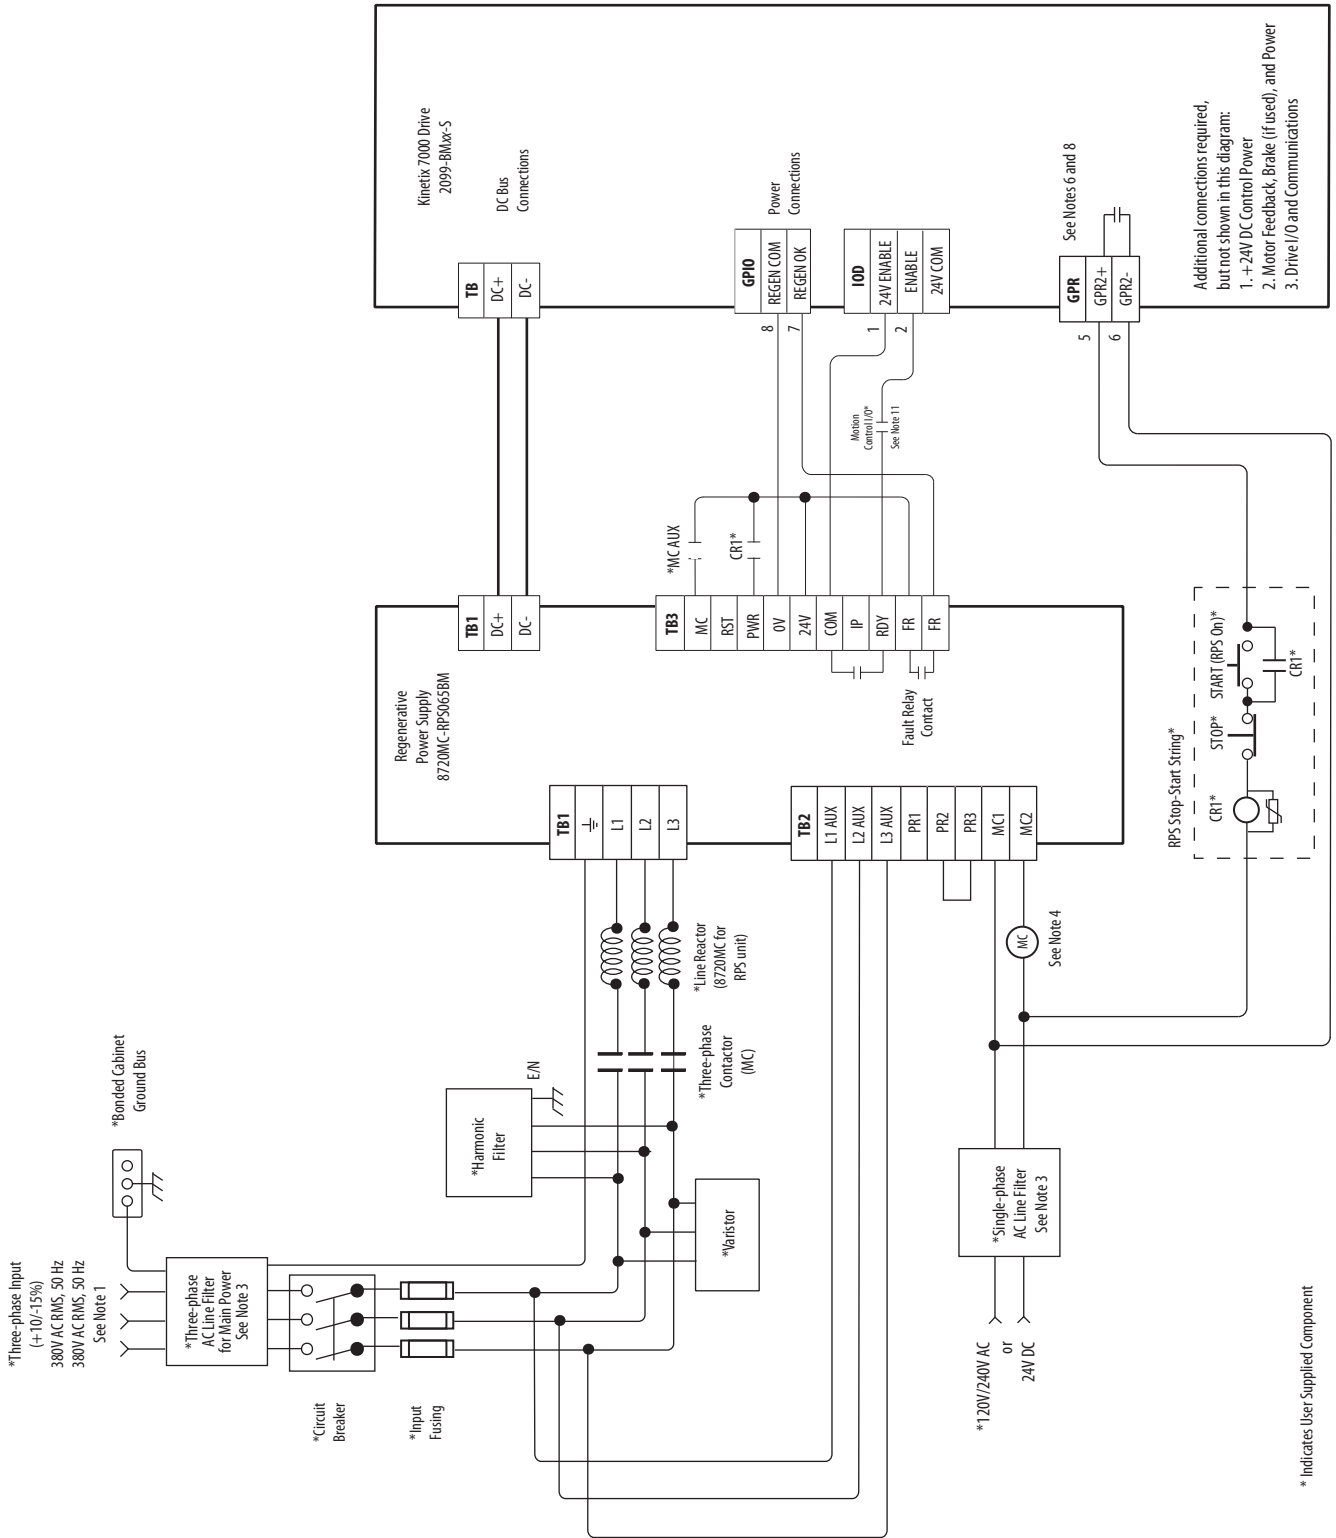 *Three-phase Input
(+10/-15%)
380V AC RMS, 50 Hz
380V AC RMS, 50 Hz
See Note 1
*Bonded Cabinet
Ground Bus
*Three-phase
AC Line Filter
for Main Power
See Note 3
*Circuit
Breaker
*Input
Fusing
*Harmonic
Filter
E/N
*Varistor
*Three-phase
Contactor
(MC)
*Line Reactor
(8720MC for
RPS unit)
*120V/240V AC
or
24V DC
*Single-phase
AC Line Filter
See Note 3
MC
See Note 4
Regenerative
Power Supply
8720MC-RPS065BM
TB1
L1
L2
L3
TB2
L1 AUX
L2 AUX
L3 AUX
PR1
PR2
PR3
MC1
MC2
TB1
DC+
DC-
TB3
MC
RST
PWR
0V
24V
COM
IP
RDY
FR
FR
Fault Relay
Contact
*MC AUX
CR1*
Motion
Control I/O*
See Note 11
RPS Stop-Start String*
CR1*
STOP*
START (RPS On)*
CR1*
Kinetix 7000 Drive
2099-BMxx-S
TB
DC+
DC-
DC Bus
Connections
GPIO
REGEN COM
REGEN OK
8
7
Power
Connections
IOD
24V ENABLE
ENABLE
24V COM
1
2
GPR
GPR2+
GPR2-
5
6
See Notes 6 and 8
Additional connections required,
but not shown in this diagram:
1. +24V DC Control Power
2. Motor Feedback, Brake (if used), and Power
3. Drive I/O and Communications
* Indicates User Supplied Component